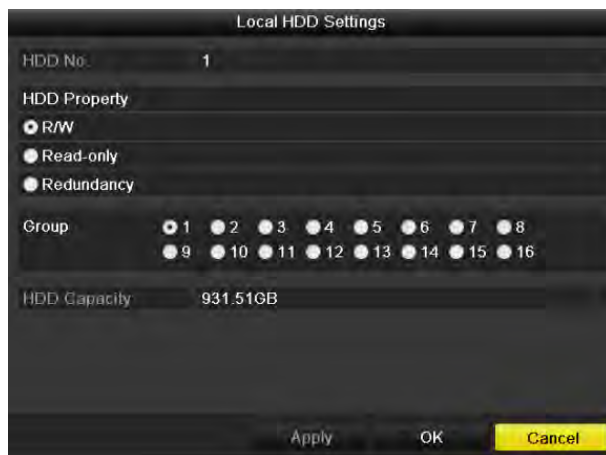 Local HDD Settings
HDD No. 1
HDD Property
R/W
Read-only
Redundancy
Group 1 2 3 4 5 6 7 8
9 10 11 12 13 14 15 16
HDD Capacity 931.51GB
Apply OK Cancel